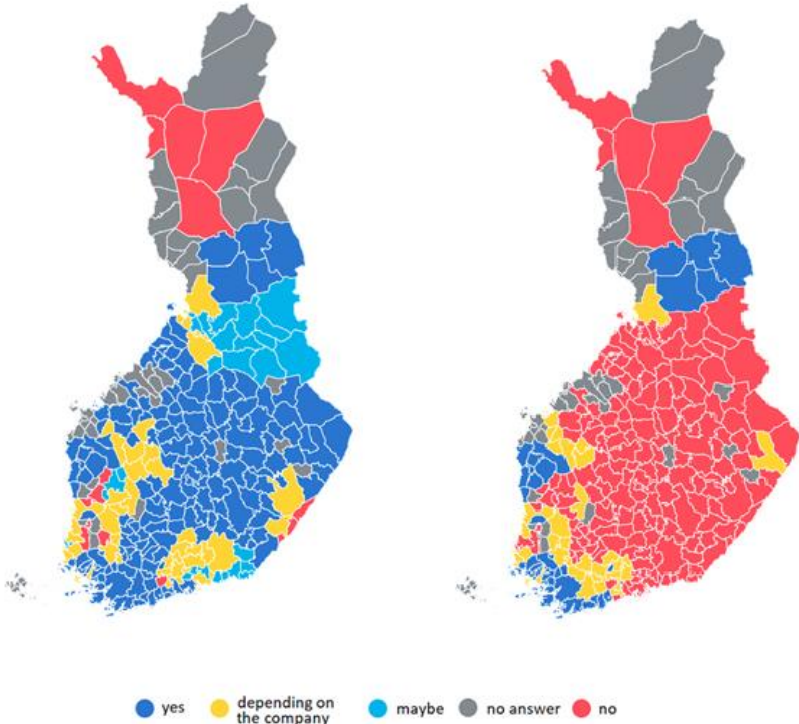 yes
depending on
the company
maybe
no answer
no